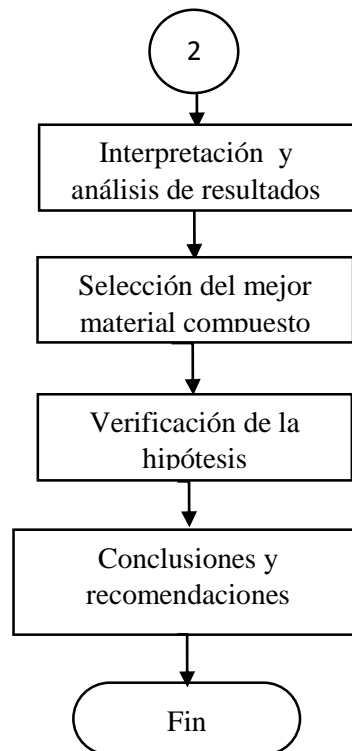 2
Interpretación y
análisis de resultados
Selección del mejor
material compuesto
Verificación de la
hipótesis
Conclusiones y
recomendaciones
Fin